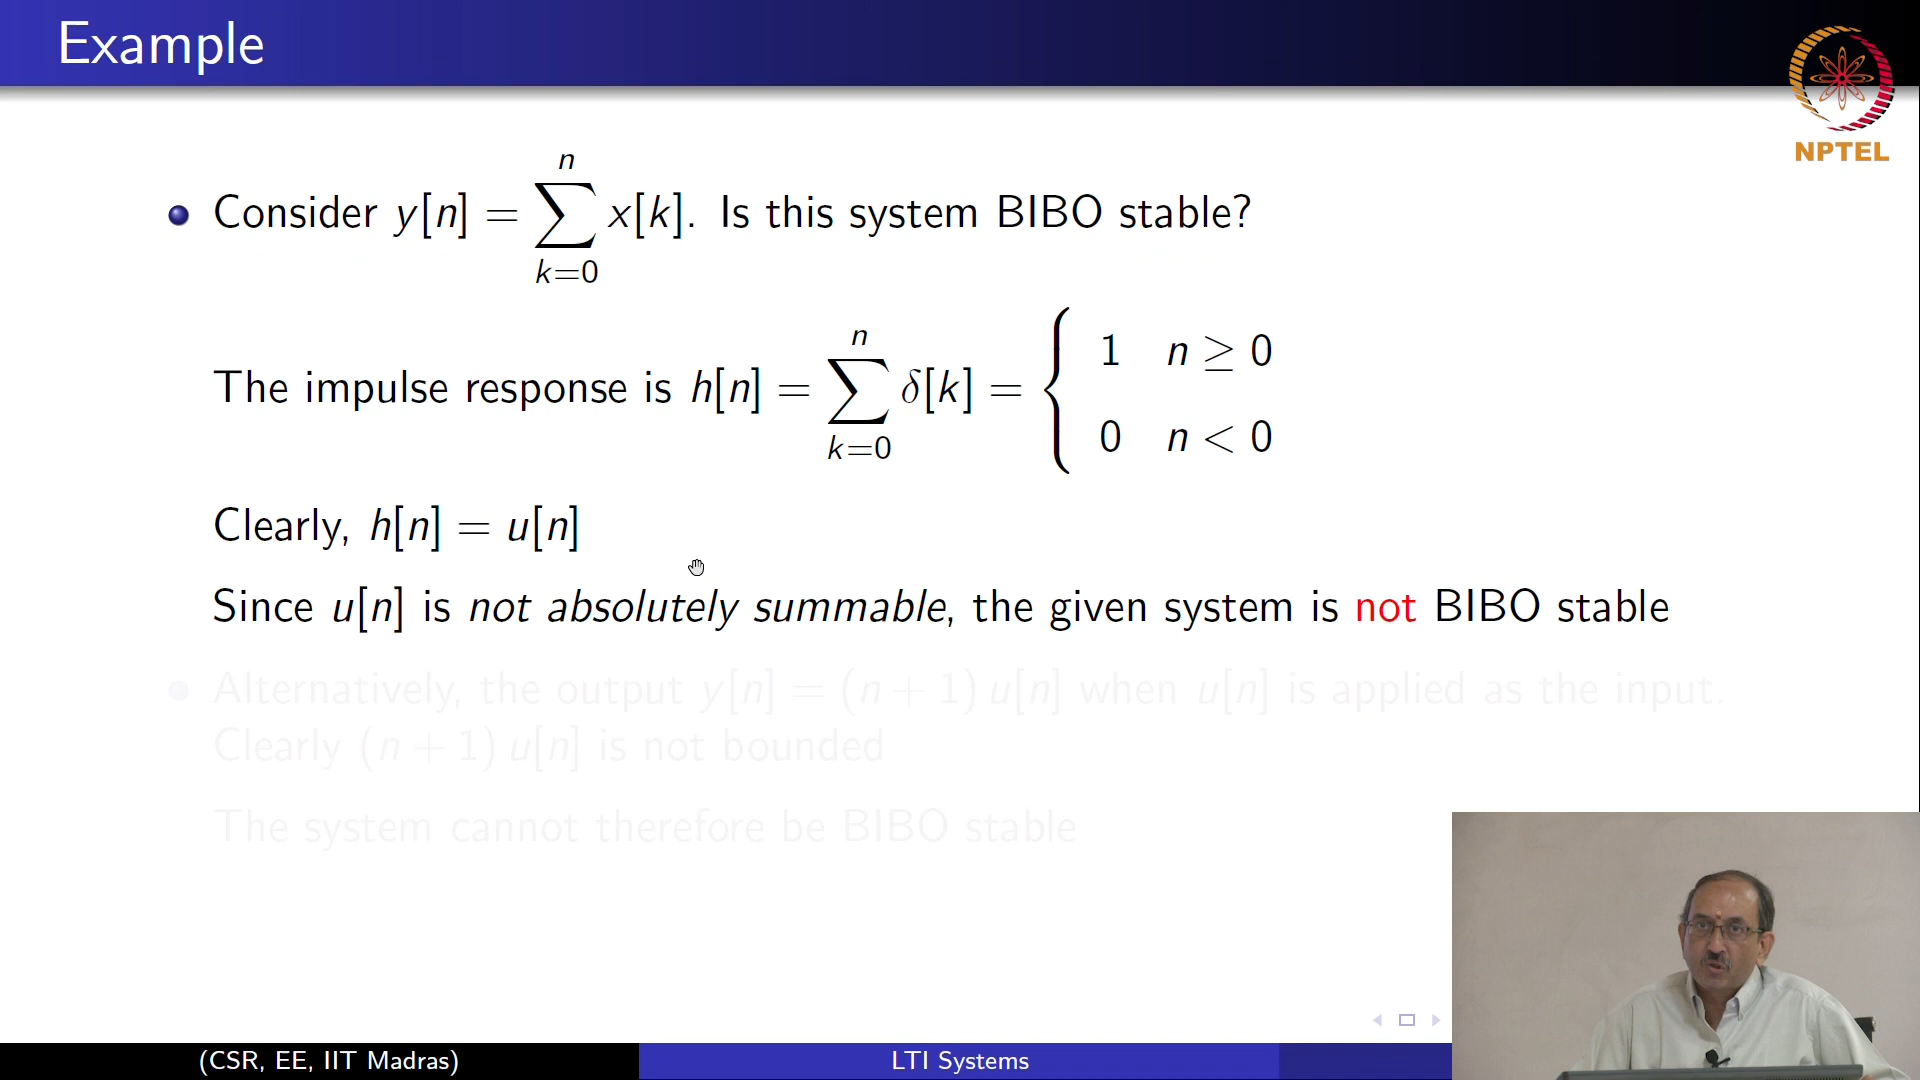 Example
NPTEL
Consider y[n] = \sum_{k=0}^{n} x[k]. Is this system BIBO stable?
The impulse response is h[n] = \sum_{k=0}^{n} δ[k] = { 1 n ≥ 0
0 n < 0
Clearly, h[n] = u[n]
Since u[n] is not absolutely summable, the given system is not BIBO stable
Alternatively, the output y[n] = (n + 1) u[n] when u[n] is applied as the input.
Clearly (n + 1) u[n] is not bounded
The system cannot therefore be BIBO stable
(CSR, EE, IIT Madras)
LTI Systems